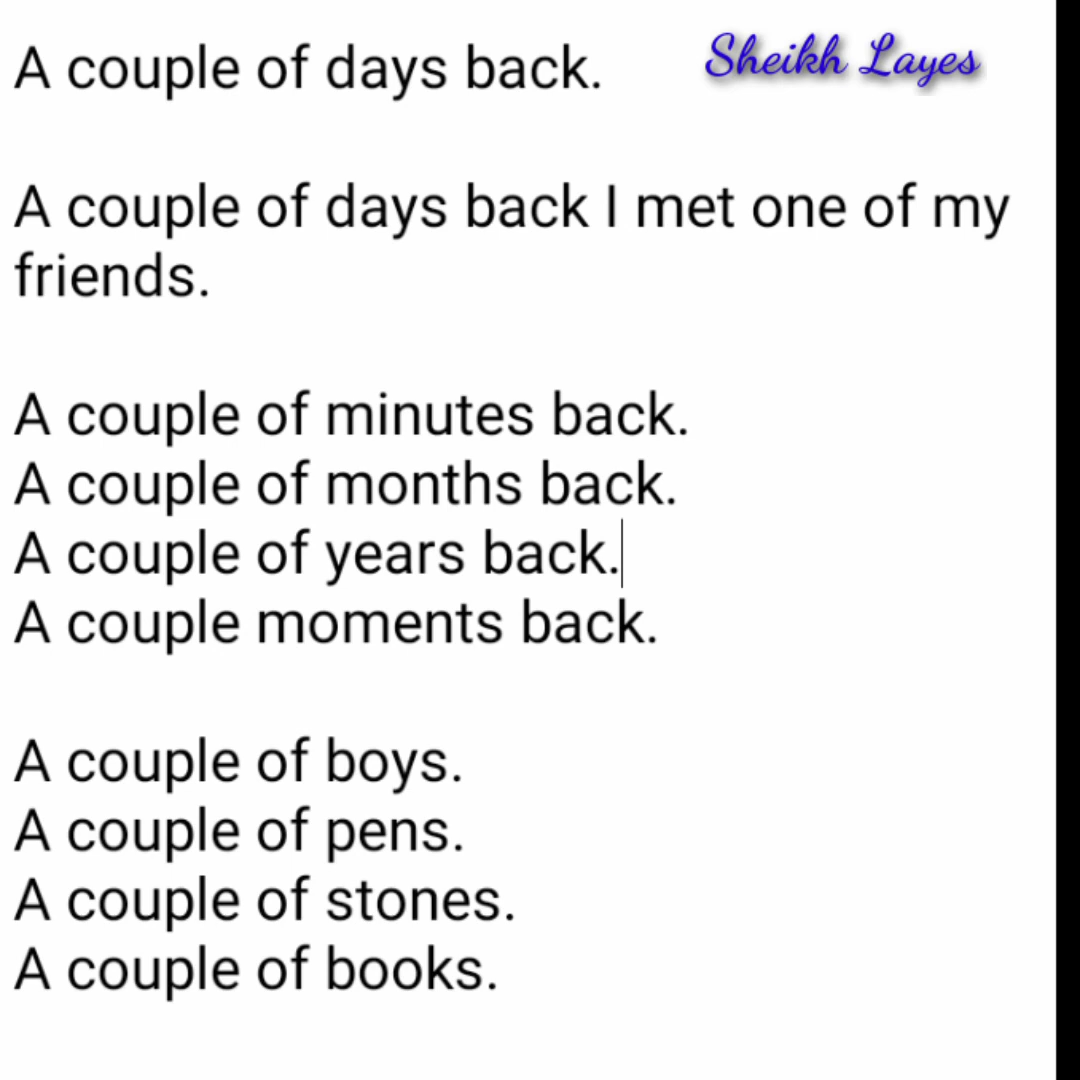 A couple of days back.
Sheikh Layes
A couple of days back I met one of my
friends.
A couple of minutes back.
A couple of months back.
A couple of years back.
A couple moments back.
A couple of boys.
A couple of pens.
A couple of stones.
A couple of books.